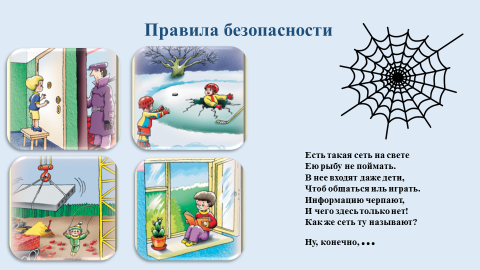 Правила безопасности
Есть такая сеть на свете
Ею рыбу не поймать.
В нее входят даже дети,
Чтоб общаться иль играть.
Информацию черпают,
И чего здесь только нет!
Как же сеть ту называют?
Ну, конечно, ...